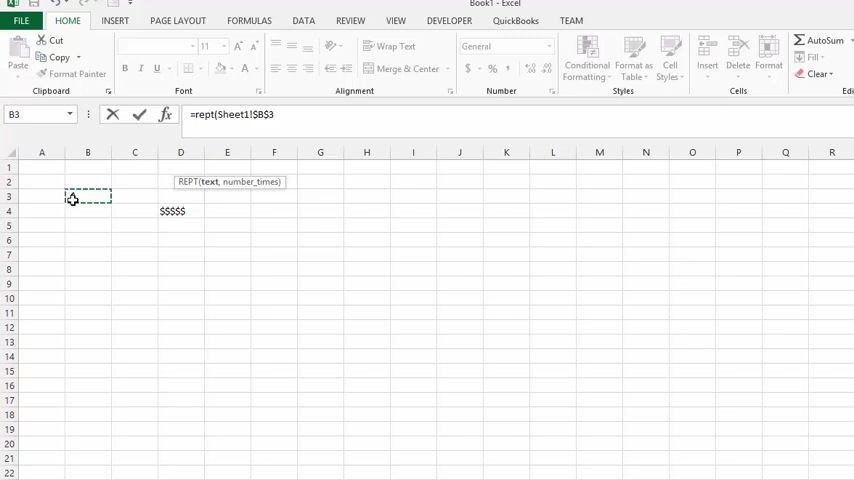 Book1 - Excel
FILE HOME INSERT PAGE LAYOUT FORMULAS DATA REVIEW VIEW DEVELOPER QuickBooks TEAM
Cut
Copy
Format Painter
Paste
Clipboard
11 A A
B I U
Font
Wrap Text
Merge & Center
Alignment
General
$ % ,
Number
Conditional Formatting
Format as Table
Cell Styles
Styles
Insert
Delete
Format
Cells
AutoSum
Fill
Clear
B3
fx
=rept(Sheet1!$B$3
A B C D E F G H I J K L M N O P Q R
1
2
REPT(text, number_times)
3
4 $$$$$
5
6
7
8
9
10
11
12
13
14
15
16
17
18
19
20
21
22